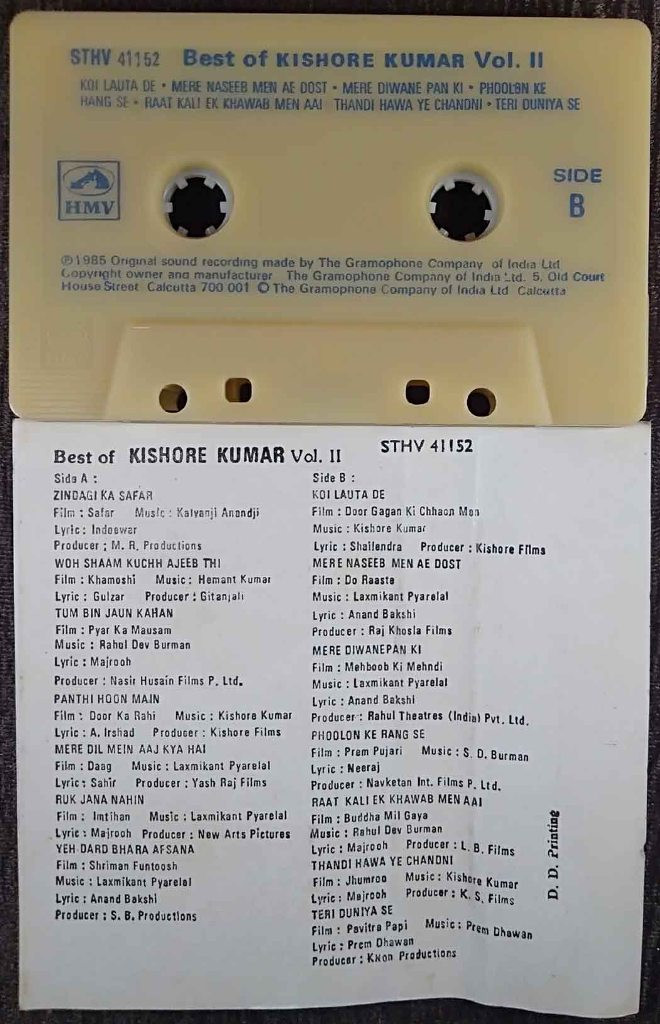 STHV 41152 Best of KISHORE KUMAR Vol. II
KOI LAUTA DE • MERE NASEEB MEN AE DOST • MERE DIWANE PAN KI • PHOOLON KE
RANG SE • RAAT KALI EK KHAWAB MEN AAI THANDI HAWA YE CHANDNI • TERI DUNIYA SE
HMV
SIDE
B
℗1985 Original sound recording made by The Gramophone Company of India Ltd
Copyright owner and manufacturer The Gramophone Company of India Ltd. 5, Old Court
House Street Calcutta 700 001 © The Gramophone Company of India Ltd Calcutta
Best of KISHORE KUMAR Vol. II STHV 41152
Side A :
ZINDAGI KA SAFAR
Film : Safar Music : Kalyanji Anandji
Lyric : Indeewar
Producer ; M. R. Productions
WOH SHAAM KUCHH AJEEB THI
Film : Khamoshi Music : Hemant Kumar
Lyric : Gulzar Producer : Gitanjali
TUM BIN JAUN KAHAN
Film : Pyar Ka Mausam
Music : Rahul Dev Burman
Lyric : Majrooh
Producer : Nasir Husain Films P. Ltd.
PANTHI HOON MAIN
Film : Door Ka Rahi Music : Kishore Kumar
Lyric : A. Irshad Producer : Kishore Films
MERE DIL MEIN AAJ KYA HAI
Film : Daag Music : Laxmikant Pyarelal
Lyric : Sahir Producer : Yash Raj Films
RUK JANA NAHIN
Film : Imtihan Music : Laxmikant Pyarelal
Lyric : Majrooh Producer : New Arts Pictures
YEH DARD BHARA AFSANA
Film : Shriman Funtoosh
Music : Laxmikant Pyarelal
Lyric : Anand Bakshi
Producer : S. B. Productions
Side B :
KOI LAUTA DE
Film : Door Gagan Ki Chhaon Men
Music : Kishore Kumar
Lyric : Shailendra Producer : Kishore Films
MERE NASEEB MEN AE DOST
Film : Do Raaste
Music : Laxmikant Pyarelal
Lyric : Anand Bakshi
Producer : Raj Khosla Films
MERE DIWANEPAN KI
Film : Mehboob Ki Mehndi
Music : Laxmikant Pyarelal
Lyric : Anand Bakshi
Producer : Rahul Theatres (India) Pvt. Ltd.
PHOOLON KE RANG SE
Film : Prem Pujari Music : S. D. Burman
Lyric : Neeraj
Producer : Navketan Int. Films P. Ltd.
RAAT KALI EK KHAWAB MEN AAI
Film : Buddha Mil Gaya
Music : Rahul Dev Burman
Lyric : Majrooh Producer : L. B. Films
THANDI HAWA YE CHANDNI
Film : Jhumroo Music : Kishore Kumar
Lyric : Majrooh Producer : K. S. Films
TERI DUNIYA SE
Film : Pavitra Papi Music : Prem Dhawan
Lyric : Prem Dhawan
Producer : Kwon Productions
D. D. Printing